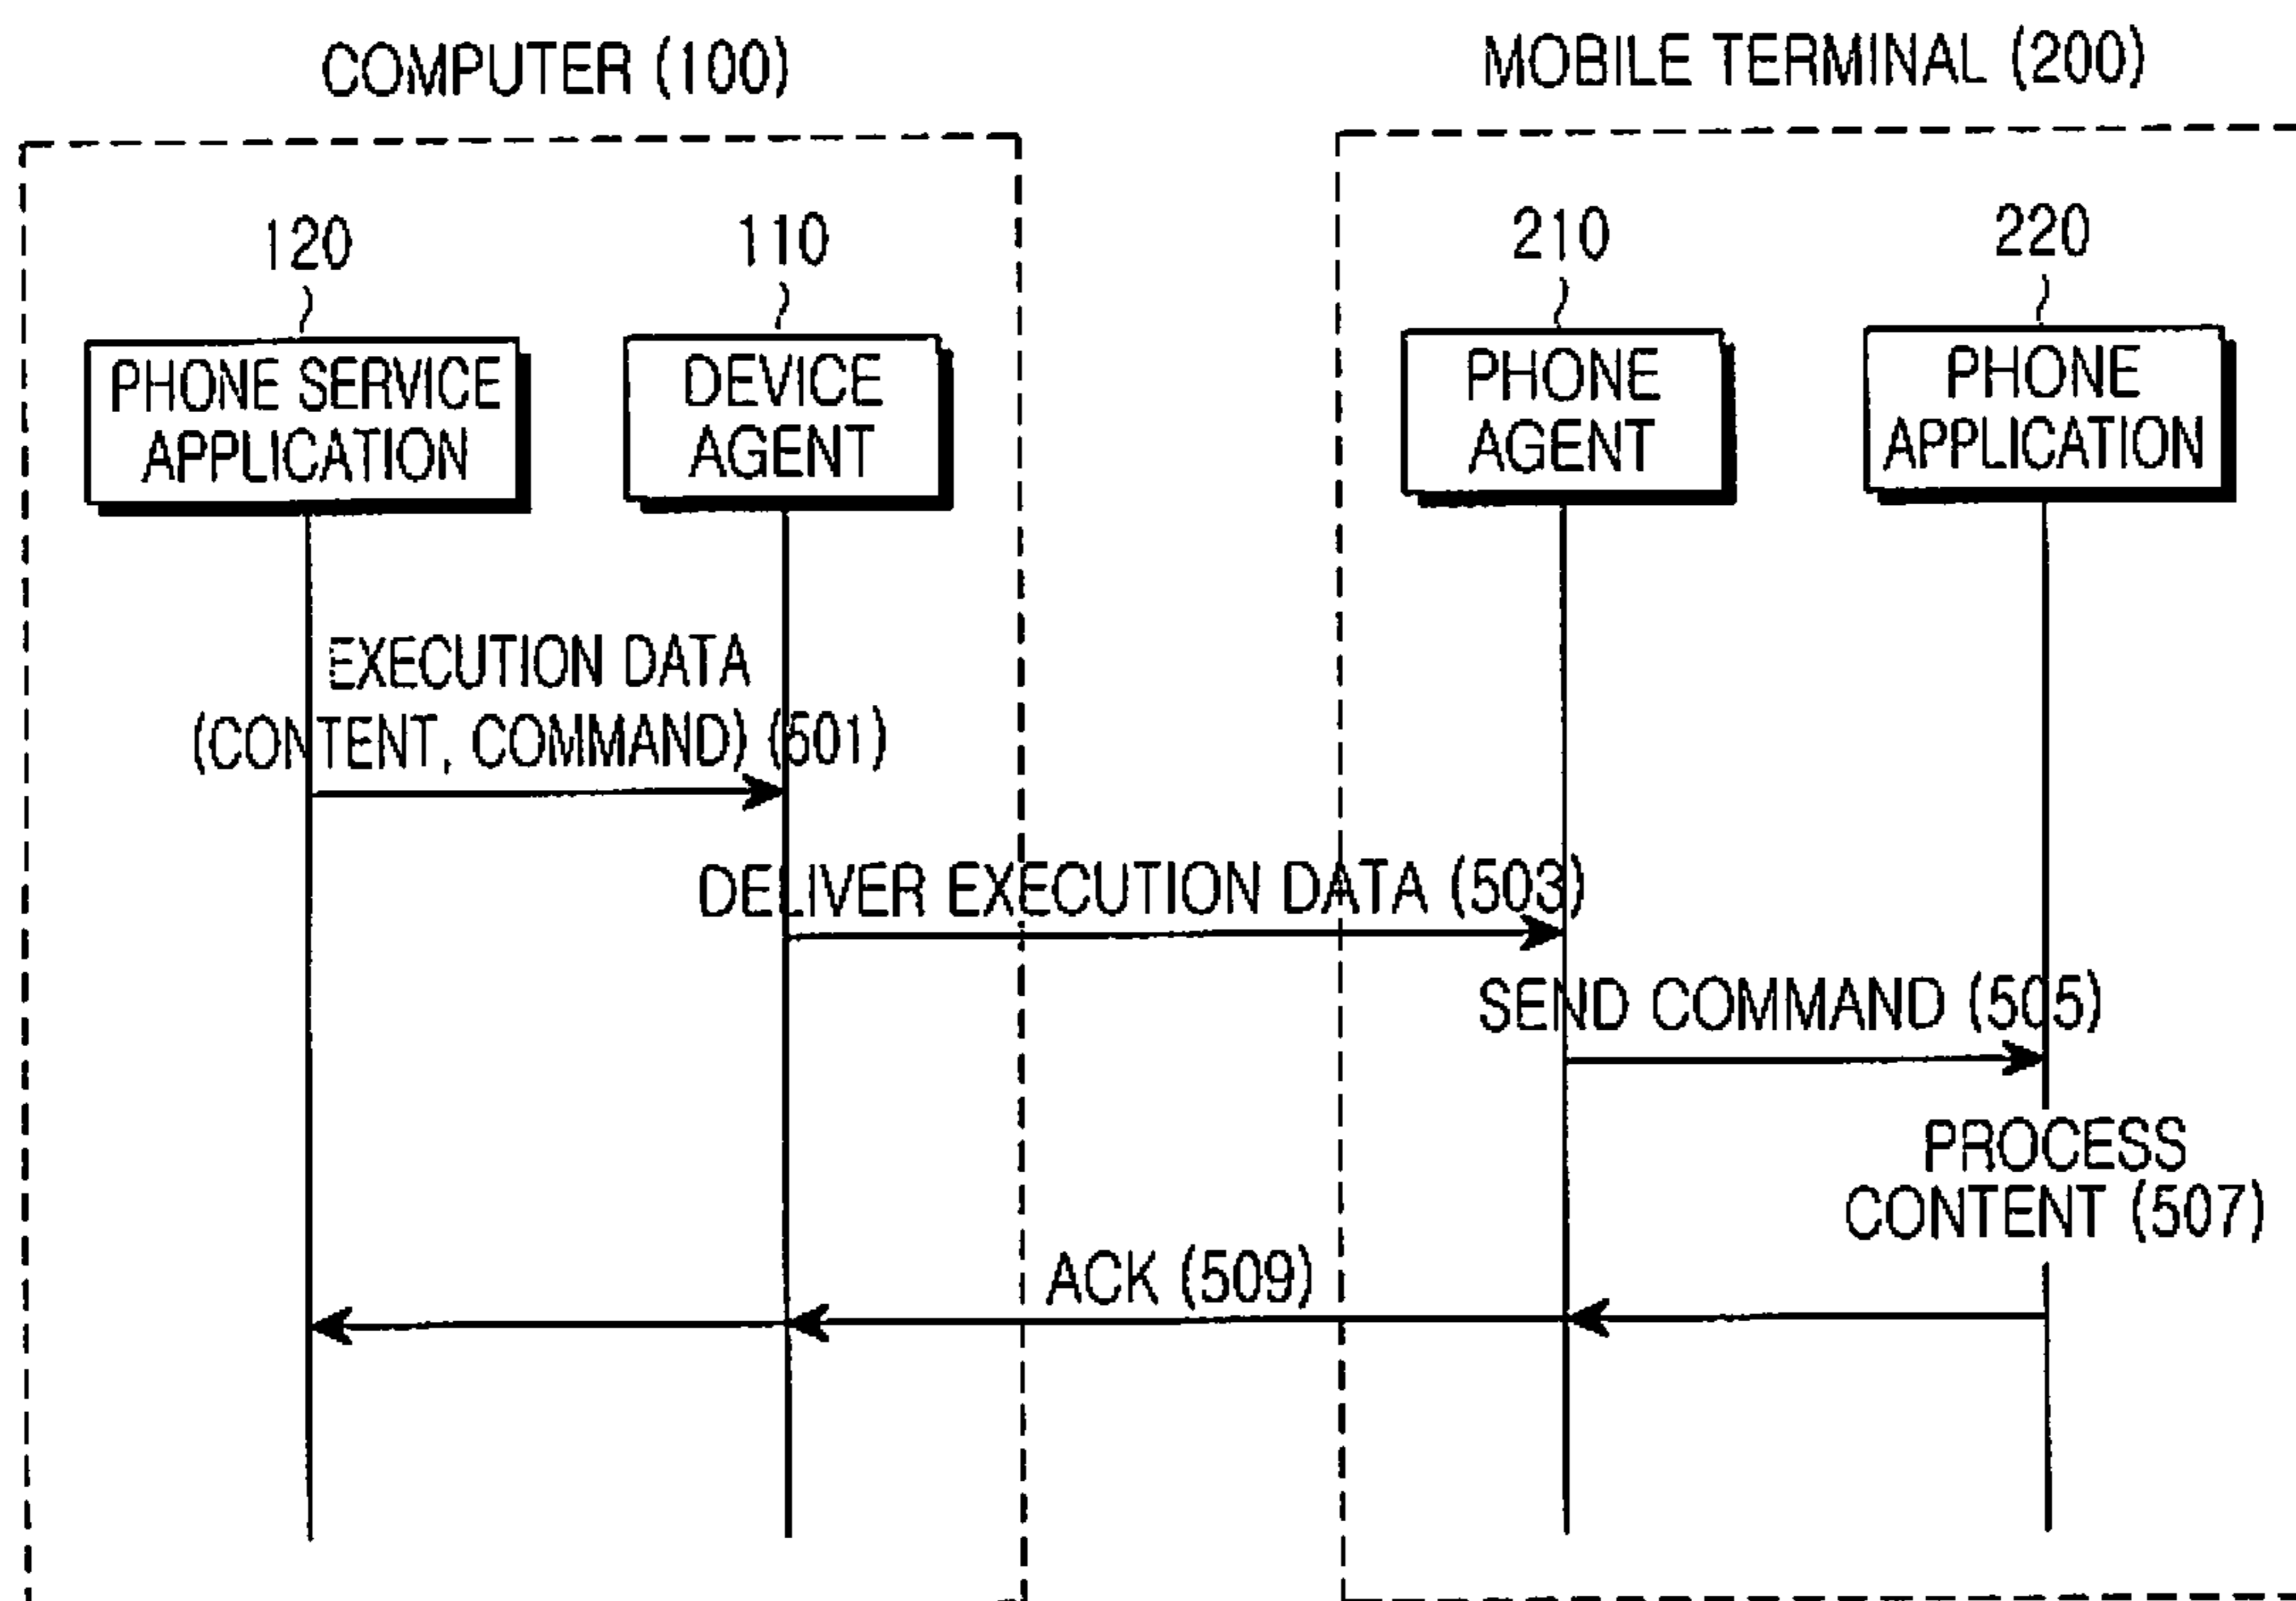 COMPUTER (100)
MOBILE TERMINAL (200)
120
110
210
220
PHONE SERVICE
APPLICATION
DEVICE
AGENT
PHONE
AGENT
PHONE
APPLICATION
EXECUTION DATA
(CONTENT, COMMAND) (501)
DELIVER EXECUTION DATA (503)
SEND COMMAND (505)
PROCESS
CONTENT (507)
ACK (509)